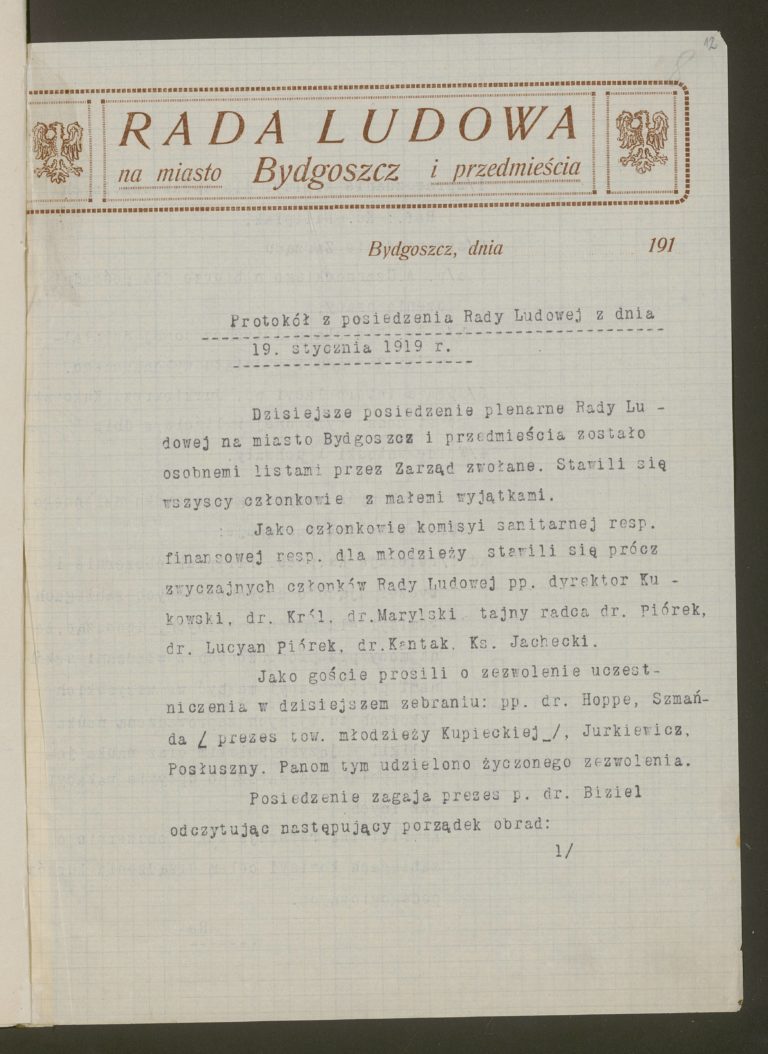 12
RADA LUDOWA
na miasto Bydgoszcz i przedmieścia
Bydgoszcz, dnia 191
Protokół z posiedzenia Rady Ludowej z dnia
19. stycznia 1919 r.
Dzisiejsze posiedzenie plenarne Rady Lu -
dowej na miasto Bydgoszcz i przedmieścia zostało
osobnemi listami przez Zarząd zwołane. Stawili się
wszyscy członkowie z małemi wyjątkami.
Jako członkowie komisyi sanitarnej resp.
finansowej resp. dla młodzieży stawili się prócz
zwyczajnych członków Rady Ludowej pp. dyrektor Ku -
kowski, dr. Król, dr.Marylski tajny radca dr. Piórek,
dr. Lucyan Piórek, dr.Kantak, Ks. Jachecki.
Jako goście prosili o zezwolenie uczest-
niczenia w dzisiejszem zebraniu: pp. dr. Hoppe, Szmań-
da / prezes tow. młodzieży Kupieckiej_/, Jurkiewicz,
Posłuszny. Panom tym udzielono życzonego zezwolenia.
Posiedzenie zagaja prezes p. dr. Biziel
odczytując następujący porządek obrad:
1/